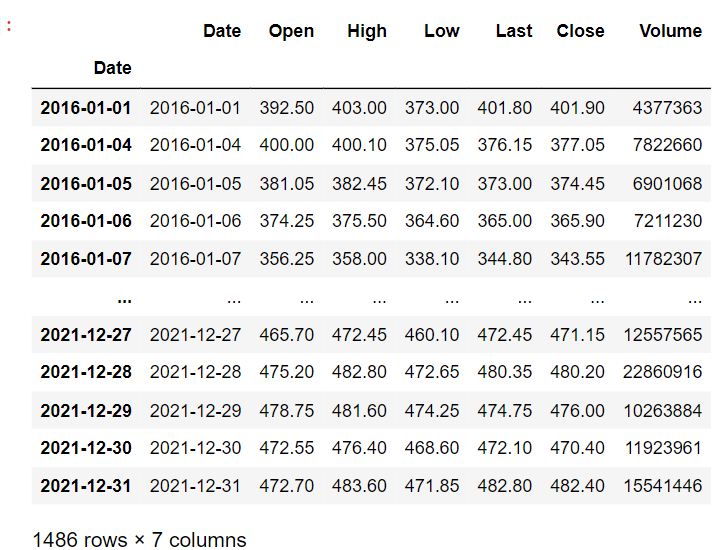 :
Date Open High Low Last Close Volume
Date
2016-01-01 2016-01-01 392.50 403.00 373.00 401.80 401.90 4377363
2016-01-04 2016-01-04 400.00 400.10 375.05 376.15 377.05 7822660
2016-01-05 2016-01-05 381.05 382.45 372.10 373.00 374.45 6901068
2016-01-06 2016-01-06 374.25 375.50 364.60 365.00 365.90 7211230
2016-01-07 2016-01-07 356.25 358.00 338.10 344.80 343.55 11782307
... ... ... ... ... ... ... ...
2021-12-27 2021-12-27 465.70 472.45 460.10 472.45 471.15 12557565
2021-12-28 2021-12-28 475.20 482.80 472.65 480.35 480.20 22860916
2021-12-29 2021-12-29 478.75 481.60 474.25 474.75 476.00 10263884
2021-12-30 2021-12-30 472.55 476.40 468.60 472.10 470.40 11923961
2021-12-31 2021-12-31 472.70 483.60 471.85 482.80 482.40 15541446
1486 rows × 7 columns